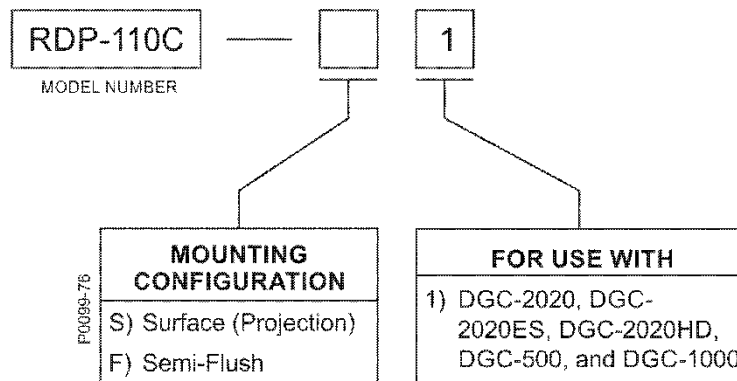 RDP-110C
1
MODEL NUMBER
MOUNTING
CONFIGURATION
S) Surface (Projection)
F) Semi-Flush
P0099-76
FOR USE WITH
1) DGC-2020, DGC-
2020ES, DGC-2020HD,
DGC-500, and DGC-1000